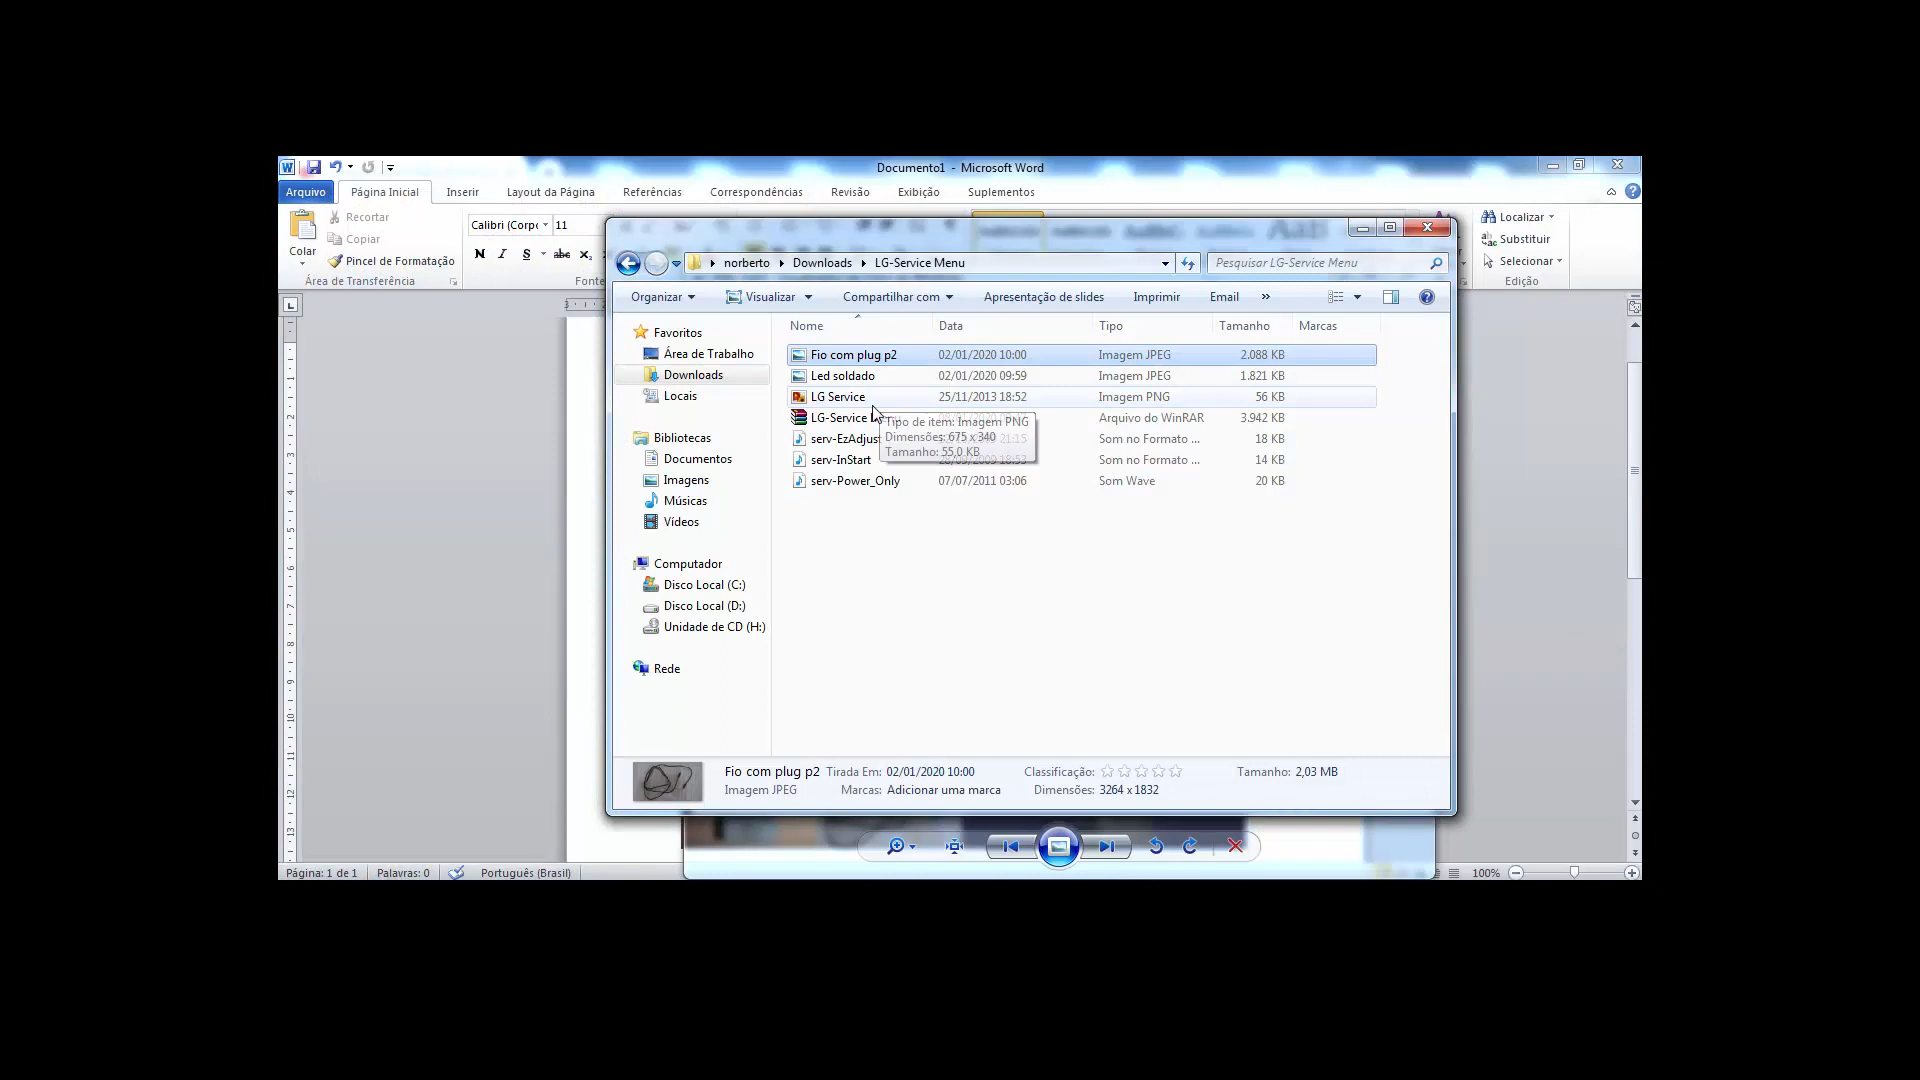 Documento1 - Microsoft Word
Arquivo Página Inicial Inserir Layout da Página Referências Correspondências Revisão Exibição Suplementos
Recortar
Copiar
Colar
Pincel de Formatação
Área de Transferência
Calibri (Corpo 11
N I S abc x,
Fonte
Localizar
Substituir
Selecionar
Edição
norberto Downloads LG-Service Menu
Pesquisar LG-Service Menu
Organizar Visualizar Compartilhar com Apresentação de slides Imprimir Email »
Nome Data Tipo Tamanho Marcas
Fio com plug p2 02/01/2020 10:00 Imagem JPEG 2.088 KB
Led soldado 02/01/2020 09:59 Imagem JPEG 1.821 KB
LG Service 25/11/2013 18:52 Imagem PNG 56 KB
LG-Service Arquivo do WinRAR 3.942 KB
serv-EzAdjust 21:15 Som no Formato ... 18 KB
serv-InStart 28/09/2009 18:53 Som no Formato ... 14 KB
serv-Power_Only 07/07/2011 03:06 Som Wave 20 KB
Tipo de item: Imagem PNG
Dimensões: 675 x 340
Tamanho: 55,0 KB
Favoritos
Área de Trabalho
Downloads
Locais
Bibliotecas
Documentos
Imagens
Músicas
Vídeos
Computador
Disco Local (C:)
Disco Local (D:)
Unidade de CD (H:)
Rede
Fio com plug p2 Tirada Em: 02/01/2020 10:00 Classificação: Tamanho: 2,03 MB
Imagem JPEG Marcas: Adicionar uma marca Dimensões: 3264 x 1832
Página: 1 de 1 Palavras: 0 Português (Brasil) 100%